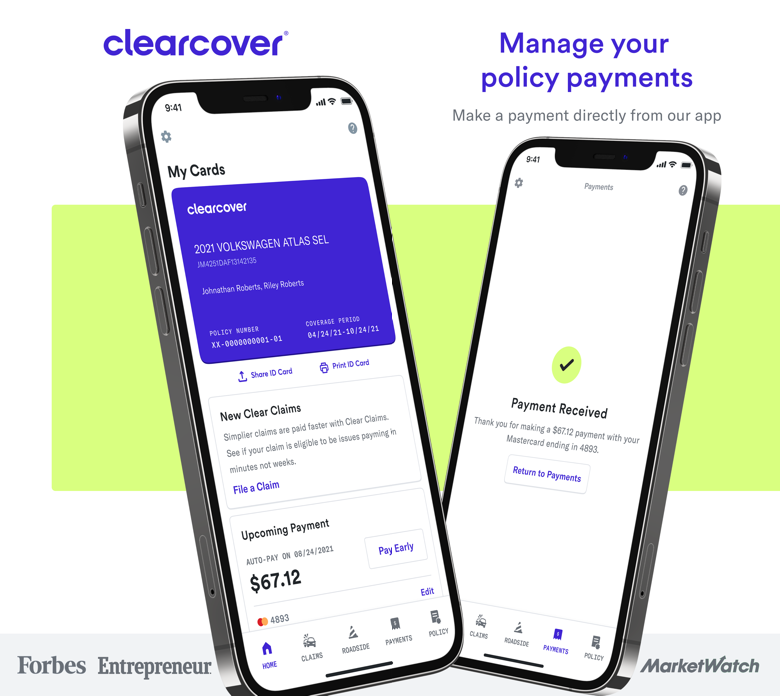 clearcover®
Manage your
policy payments
Make a payment directly from our app
9:41
My Cards
clearcover
2021 VOLKSWAGEN ATLAS SEL
JM4251DAF13142135
Johnathan Roberts, Riley Roberts
POLICY NUMBER
XX-0000000001-01
COVERAGE PERIOD
04/24/21-10/24/21
Share ID Card
Print ID Card
New Clear Claims
Simplier claims are paid faster with Clear Claims.
See if your claim is eligible to be issues payming in
minutes not weeks.
File a Claim
Upcoming Payment
AUTO-PAY ON 08/24/2021
$67.12
Pay Early
Edit
4893
HOME
CLAIMS
ROADSIDE
PAYMENTS
POLICY
9:41
Payments
Payment Received
Thank you for making a $67.12 payment with your
Mastercard ending in 4893.
Return to Payments
CLAIMS
ROADSIDE
PAYMENTS
POLICY
Forbes
Entrepreneur
MarketWatch